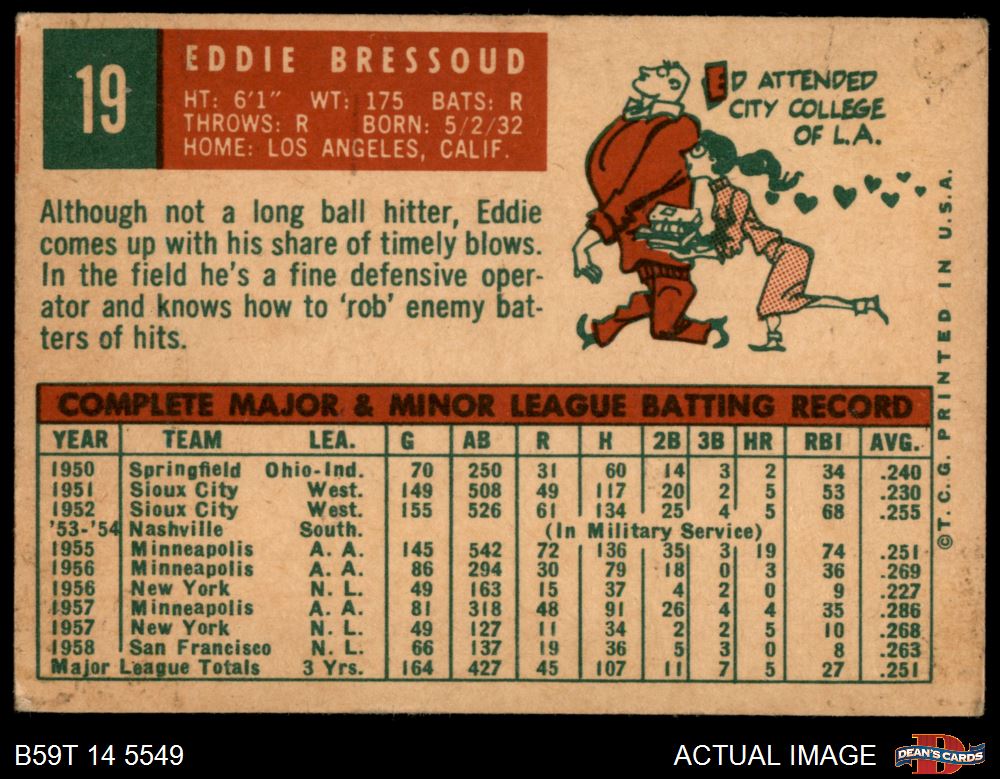 19
EDDIE BRESSOUD
HT: 6'1" WT: 175 BATS: R
THROWS: R BORN: 5/2/32
HOME: LOS ANGELES, CALIF.
ED ATTENDED
CITY COLLEGE
OF L.A.
Although not a long ball hitter, Eddie
comes up with his share of timely blows.
In the field he's a fine defensive oper-
ator and knows how to 'rob' enemy bat-
ters of hits.
COMPLETE MAJOR & MINOR LEAGUE BATTING RECORD
YEAR TEAM LEA. G AB R H 2B 3B HR RBI AVG.
1950 Springfield Ohio-Ind. 70 250 31 60 14 3 2 34 .240
1951 Sioux City West. 149 508 49 117 20 2 5 53 .230
1952 Sioux City West. 155 526 61 134 25 4 5 68 .255
'53-'54 Nashville South. (In Military Service)
1955 Minneapolis A. A. 145 542 72 136 35 3 19 74 .251
1956 Minneapolis A. A. 86 294 30 79 18 0 3 36 .269
1956 New York N. L. 49 163 15 37 4 2 0 9 .227
1957 Minneapolis A. A. 81 318 48 91 26 4 4 35 .286
1957 New York N. L. 49 127 11 34 2 2 5 10 .268
1958 San Francisco N. L. 66 137 19 36 5 3 0 8 .263
Major League Totals 3 Yrs. 164 427 45 107 11 7 5 27 .251
©T. C. G. PRINTED IN U.S.A.
B59T 14 5549
ACTUAL IMAGE
D
DEAN'S CARDS